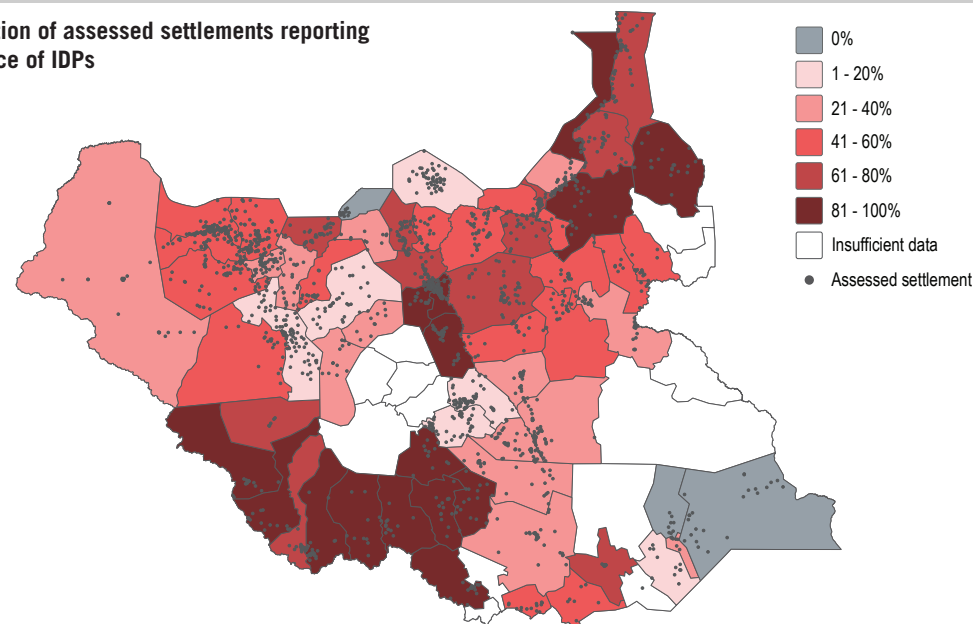 tion of assessed settlements reporting
ce of IDPs
0%
1 - 20%
21 - 40%
41 - 60%
61 - 80%
81 - 100%
Insufficient data
Assessed settlement